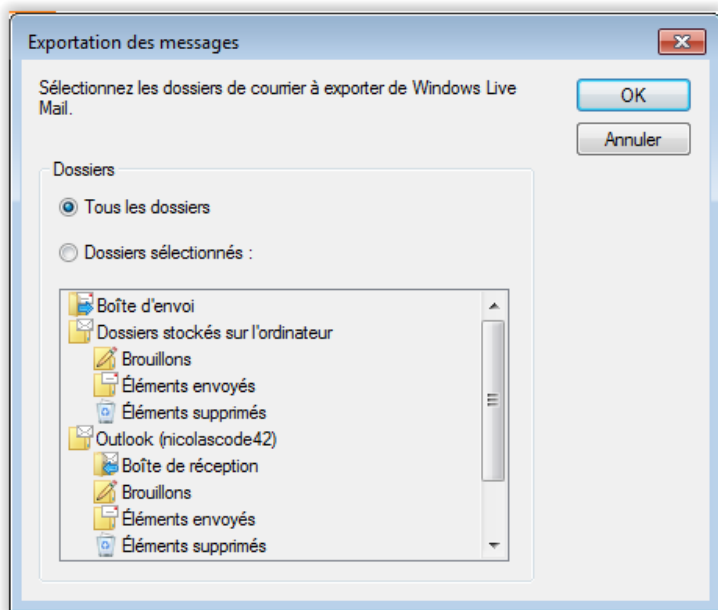 Exportation des messages
Sélectionnez les dossiers de courrier à exporter de Windows Live
Mail.
OK
Annuler
Dossiers
Tous les dossiers
Dossiers sélectionnés :
Boîte d'envoi
Dossiers stockés sur l'ordinateur
Brouillons
Éléments envoyés
Éléments supprimés
Outlook (nicolascode42)
Boîte de réception
Brouillons
Éléments envoyés
Éléments supprimés